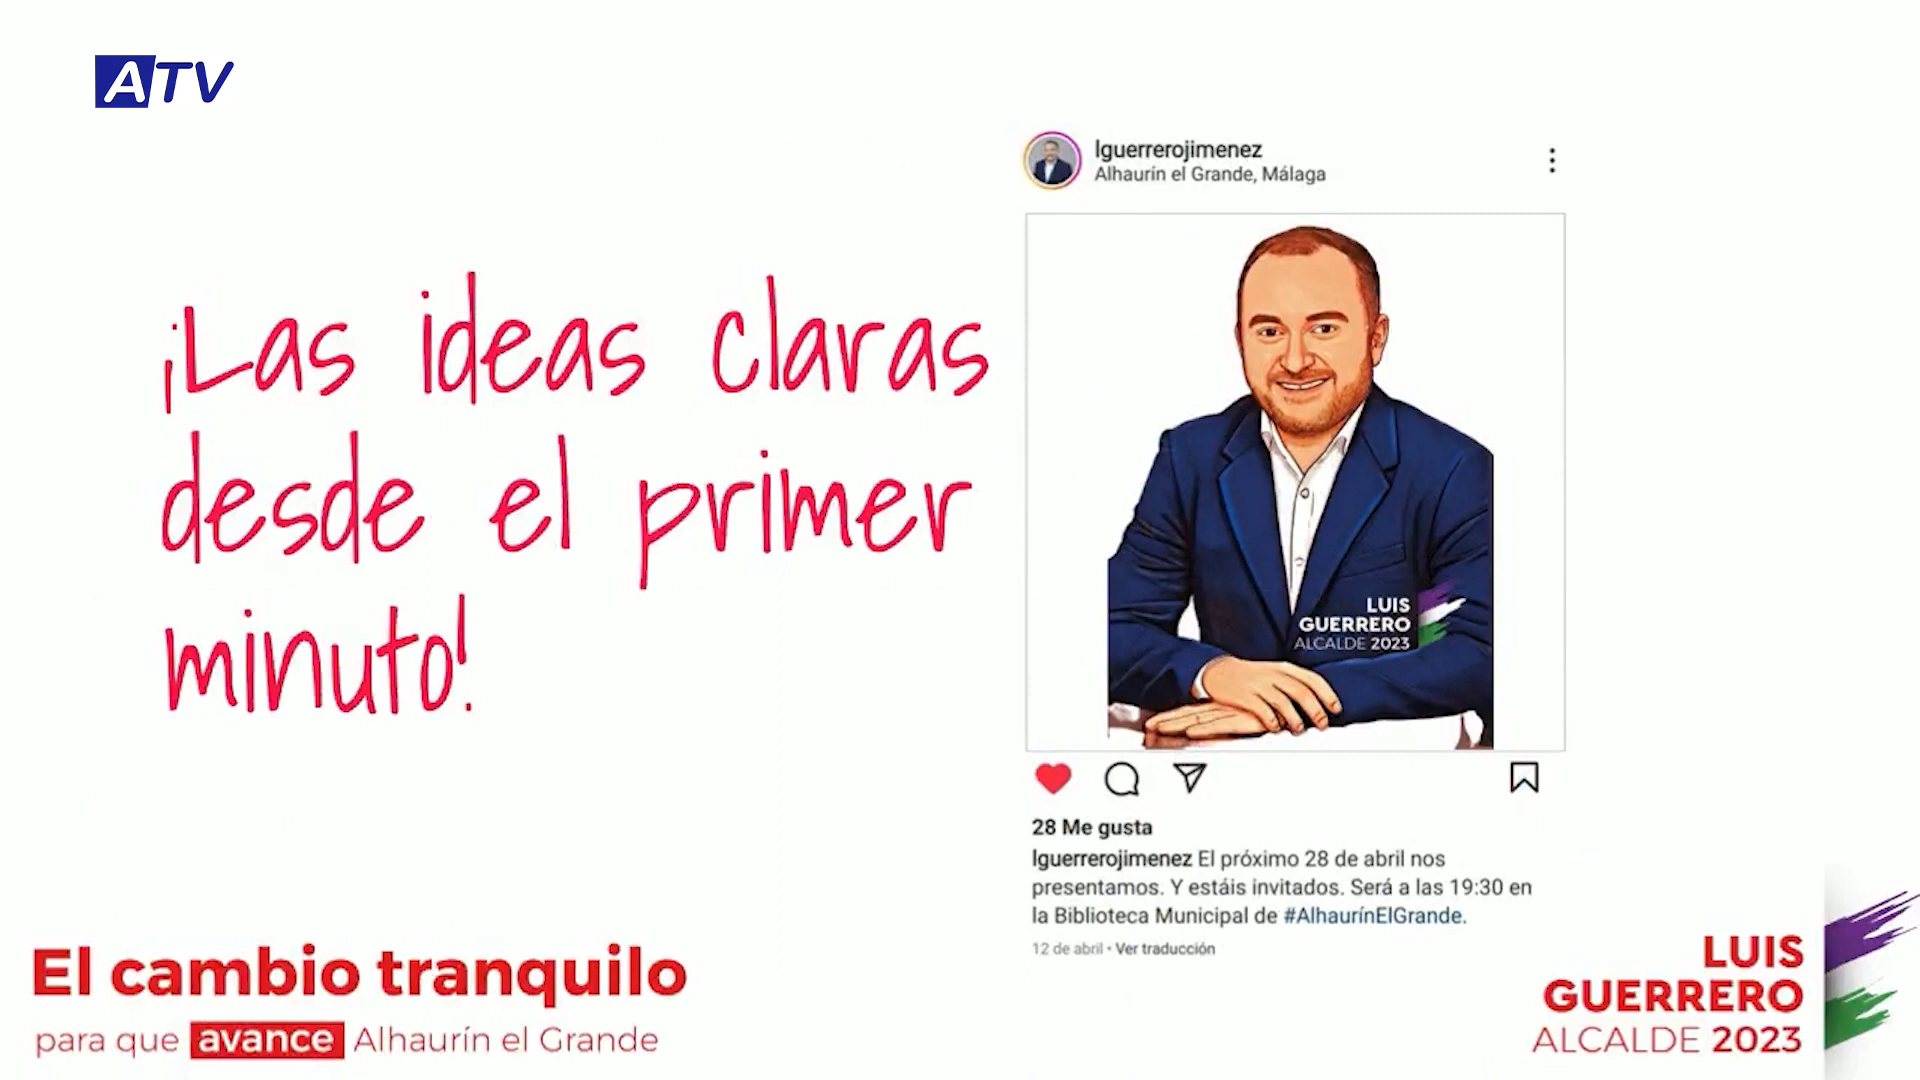 ATV
¡Las ideas claras
desde el primer
minuto!
lguerrerojimenez
Alhaurín el Grande, Málaga
LUIS
GUERRERO
ALCALDE 2023
28 Me gusta
lguerrerojimenez El próximo 28 de abril nos
presentamos. Y estáis invitados. Será a las 19:30 en
la Biblioteca Municipal de #AlhaurínElGrande.
12 de abril • Ver traducción
El cambio tranquilo
para que avance Alhaurín el Grande
LUIS
GUERRERO
ALCALDE 2023